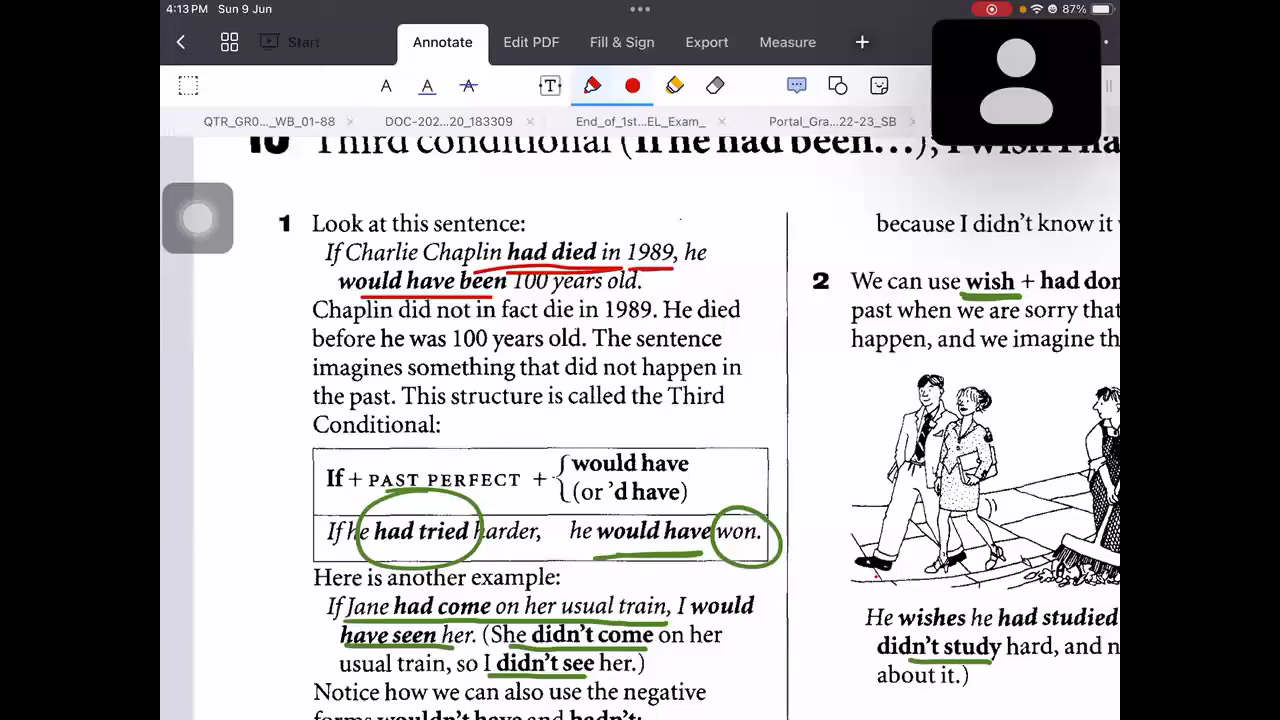 4:13 PM Sun 9 Jun
87%
Start
Annotate
Edit PDF
Fill & Sign
Export
Measure
A A A T
QTR_GR0..._WB_01-88
DOC-202...20_183309
End_of_1st...EL_Exam_
Portal_Gra...22-23_SB
10 Third conditional (If he had been...); I wish I ha
1 Look at this sentence:
If Charlie Chaplin had died in 1989, he
would have been 100 years old.
Chaplin did not in fact die in 1989. He died
before he was 100 years old. The sentence
imagines something that did not happen in
the past. This structure is called the Third
Conditional:
If + PAST PERFECT + would have
(or 'd have)
If he had tried harder, he would have won.
Here is another example:
If Jane had come on her usual train, I would
have seen her. (She didn't come on her
usual train, so I didn't see her.)
Notice how we can also use the negative
forms wouldn't have and hadn't:
because I didn't know it
2 We can use wish + had don
past when we are sorry that
happen, and we imagine th
He wishes he had studied
didn't study hard, and n
about it.)